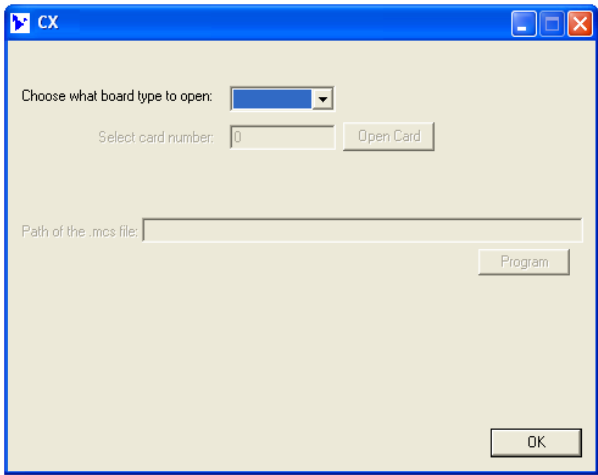 CX
Choose what board type to open:
Select card number: 0 Open Card
Path of the .mcs file:
Program
OK